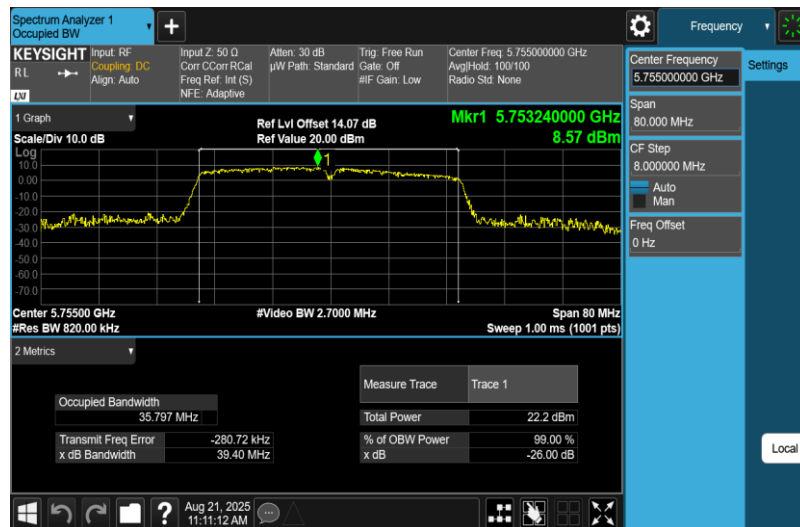 Spectrum Analyzer 1
Occupied BW
Frequency
KEYSIGHT
RL
LXI
Input: RF
Coupling: DC
Align: Auto
Input Z: 50 Ω
Corr CCorr RCal
Freq Ref: Int (S)
NFE: Adaptive
Atten: 30 dB
µW Path: Standard
Trig: Free Run
Gate: Off
#IF Gain: Low
Center Freq: 5.755000000 GHz
Avg|Hold: 100/100
Radio Std: None
Center Frequency
5.755000000 GHz
Settings
Span
80.000 MHz
CF Step
8.000000 MHz
Auto
Man
Freq Offset
0 Hz
Local
1 Graph
Scale/Div 10.0 dB
Ref Lvl Offset 14.07 dB
Ref Value 20.00 dBm
Mkr1 5.753240000 GHz
8.57 dBm
Log
10.0
0.00
-10.0
-20.0
-30.0
-40.0
-50.0
-60.0
-70.0
1
Center 5.75500 GHz
#Res BW 820.00 kHz
#Video BW 2.7000 MHz
Span 80 MHz
Sweep 1.00 ms (1001 pts)
2 Metrics
Occupied Bandwidth
35.797 MHz
Transmit Freq Error -280.72 kHz
x dB Bandwidth 39.40 MHz
Measure Trace Trace 1
Total Power 22.2 dBm
% of OBW Power 99.00 %
x dB -26.00 dB
?
Aug 21, 2025
11:11:12 AM